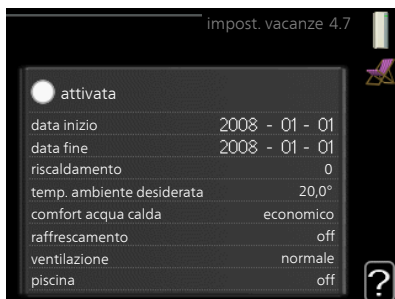 impost. vacanze 4.7
attivata
data inizio 2008 - 01 - 01
data fine 2008 - 01 - 01
riscaldamento 0
temp. ambiente desiderata 20,0°
comfort acqua calda economico
raffrescamento off
ventilazione normale
piscina off
?